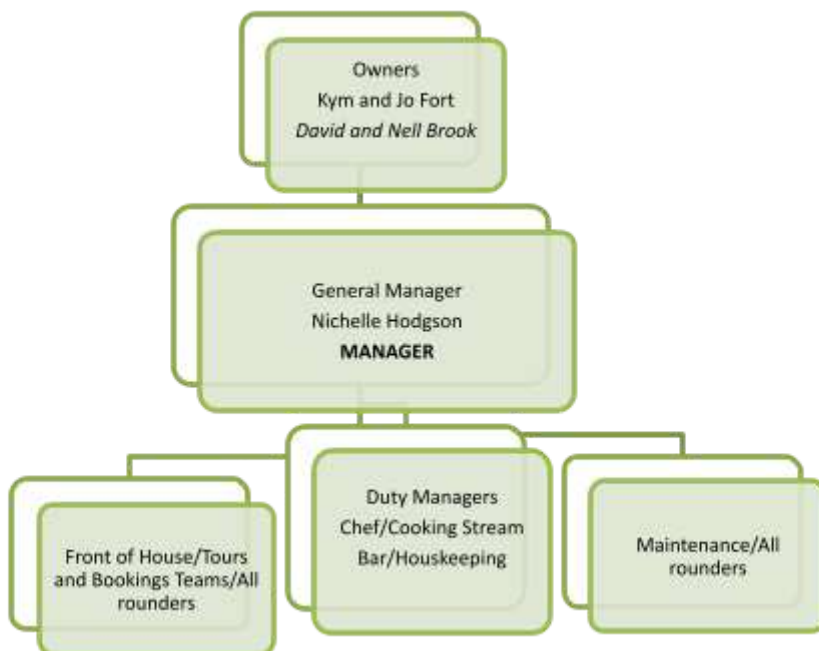 Owners
Kym and Jo Fort
David and Nell Brook
General Manager
Nichelle Hodgson
MANAGER
Front of House/Tours
and Bookings Teams/All
rounders
Duty Managers
Chef/Cooking Stream
Bar/Houskeeping
Maintenance/All
rounders